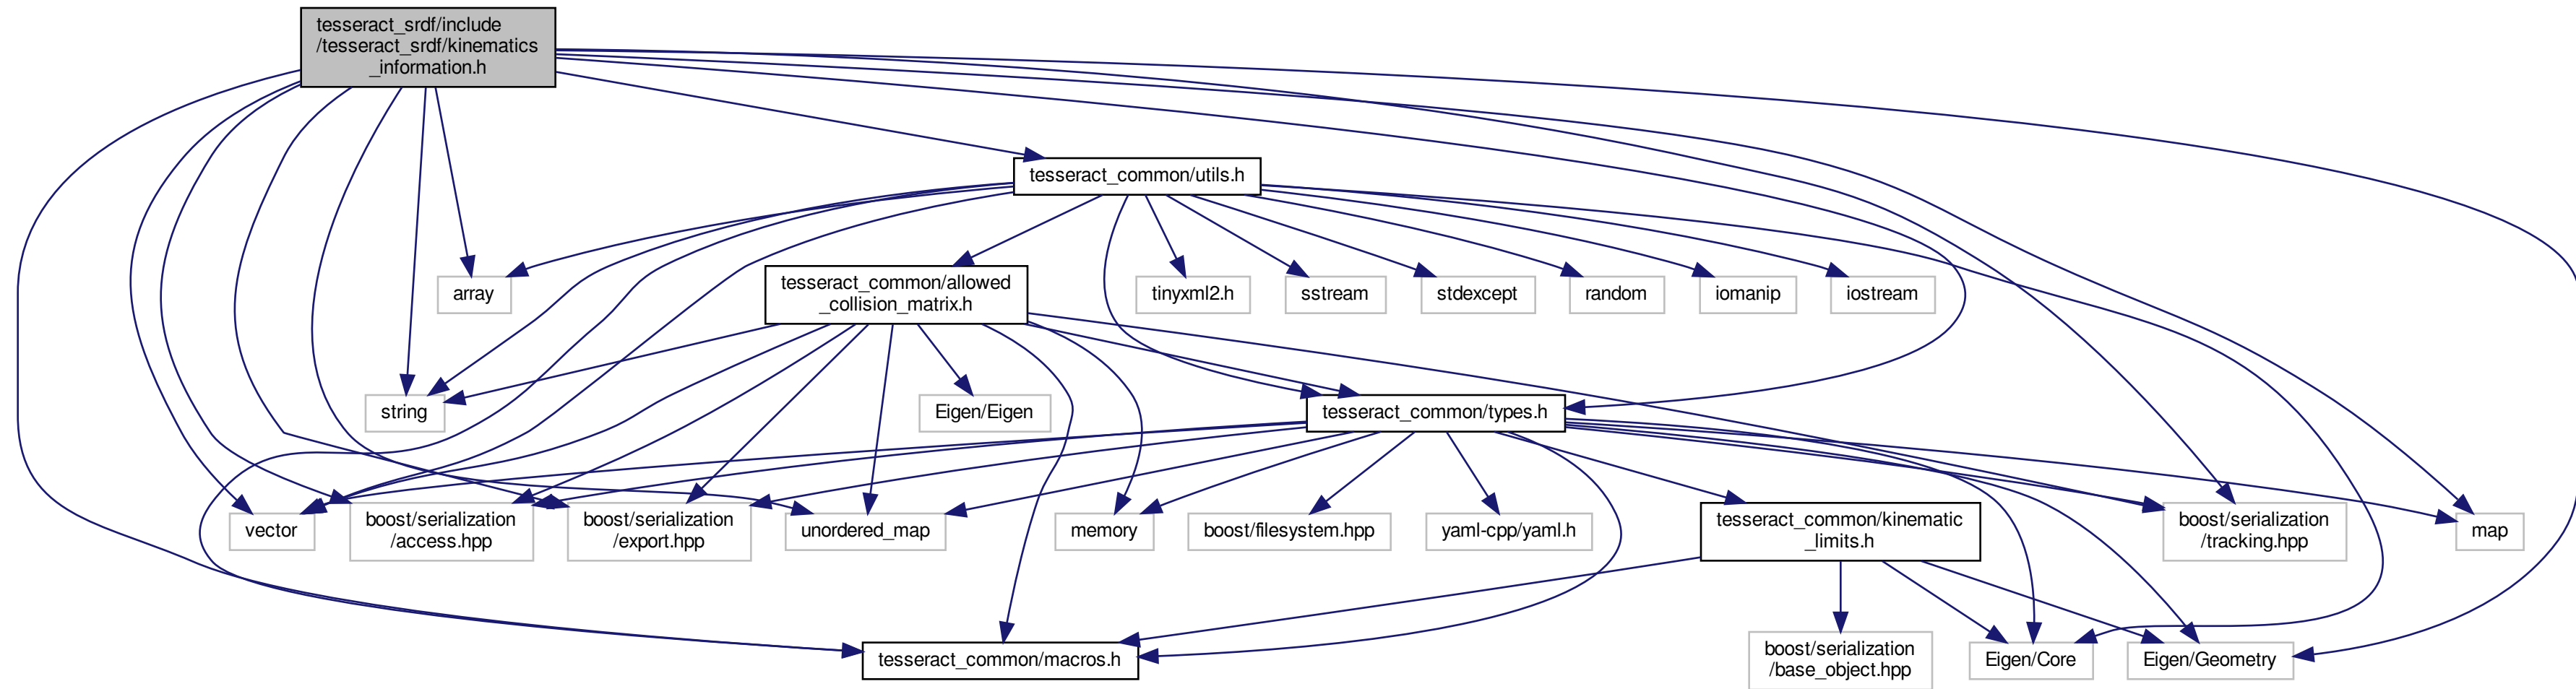 tesseract_srdf/include
/tesseract_srdf/kinematics
_information.h
tesseract_common/utils.h
array
tesseract_common/allowed
_collision_matrix.h
tinyxml2.h
sstream
stdexcept
random
iomanip
iostream
string
Eigen/Eigen
tesseract_common/types.h
vector
boost/serialization
/access.hpp
boost/serialization
/export.hpp
unordered_map
memory
boost/filesystem.hpp
yaml-cpp/yaml.h
tesseract_common/kinematic
_limits.h
boost/serialization
/tracking.hpp
map
tesseract_common/macros.h
boost/serialization
/base_object.hpp
Eigen/Core
Eigen/Geometry